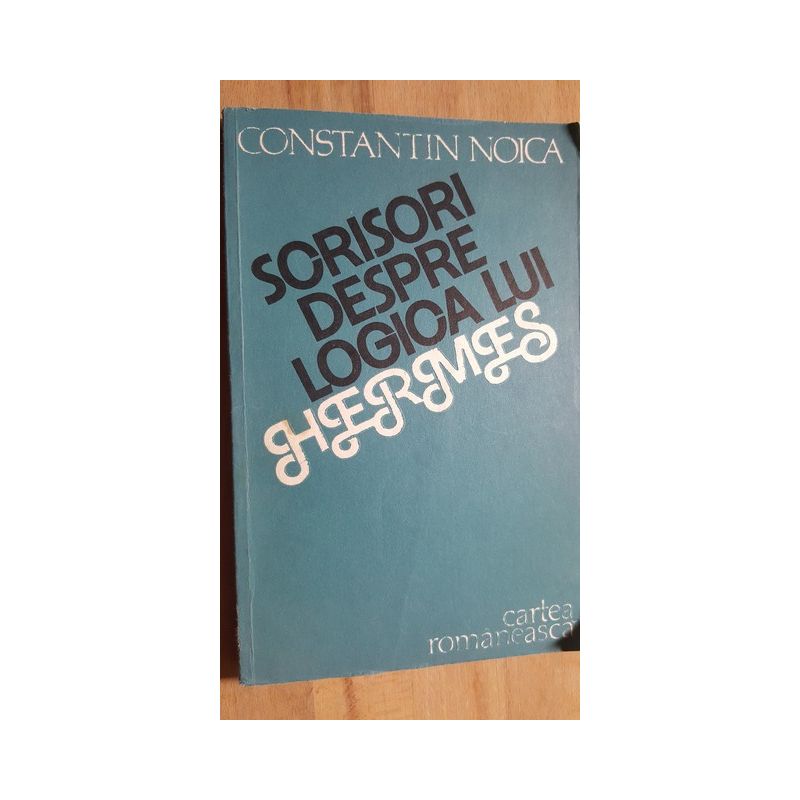 CONSTANTIN NOICA
SCRISORI
DESPRE
LOGICA LUI
HERMES
cartea
românească